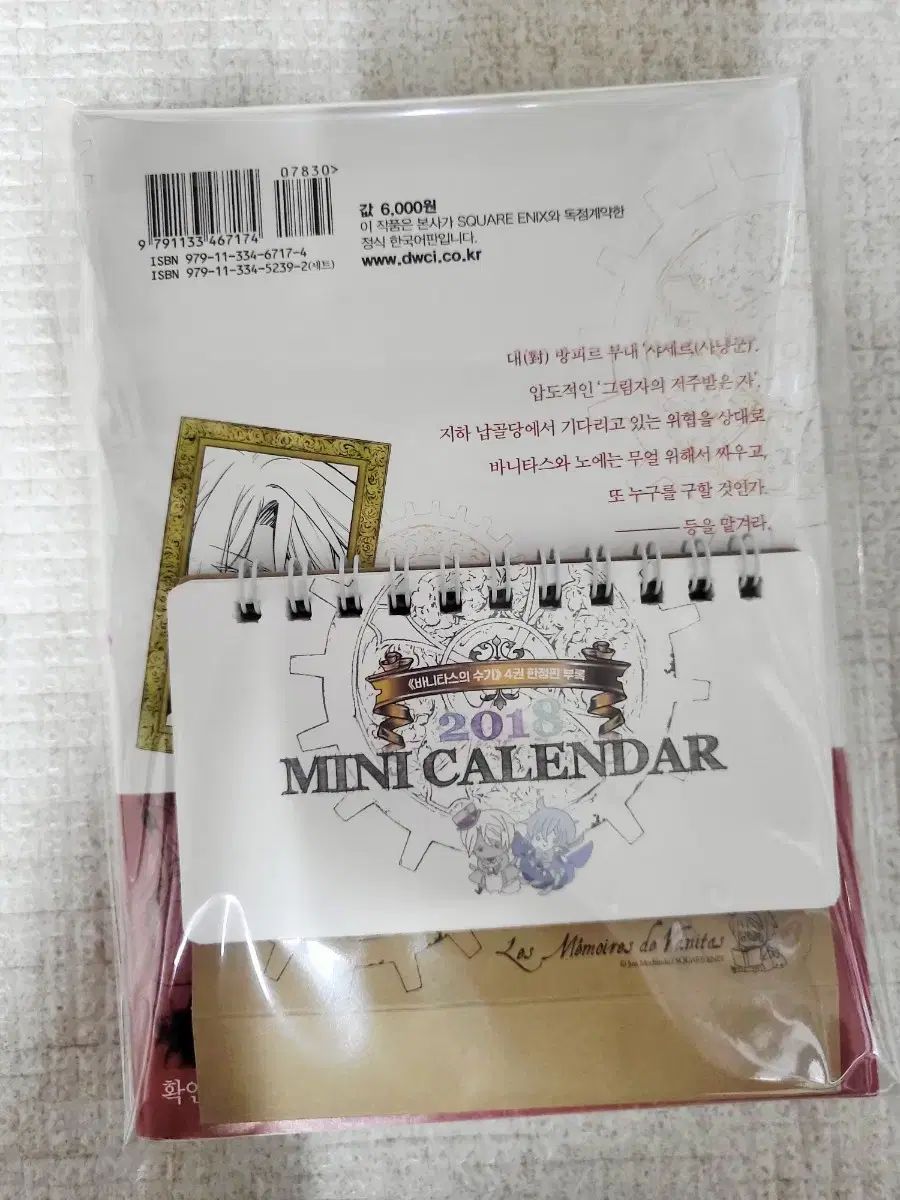 07830>
9 791133 467174
ISBN 979-11-334-6717-4
ISBN 979-11-334-5239-2(세트)
값 6,000원
이 작품은 본사가 SQUARE ENIX와 독점계약한
정식 한국어판입니다.
www.dwci.co.kr
대(對) 방피르 부대 '샤세르(사냥꾼)'.
압도적인 '그림자의 저주받은 자'.
지하 납골당에서 기다리고 있는 위협을 상대로
바니타스와 노에는 무얼 위해서 싸우고,
또 누구를 구할 것인가.
등을 맡겨라.
《바니타스의 수기》 4권 한정판 부록
2018
MINI CALENDAR
Les Mémoires de Vanitas
© Jun Mochizuki/SQUARE ENIX